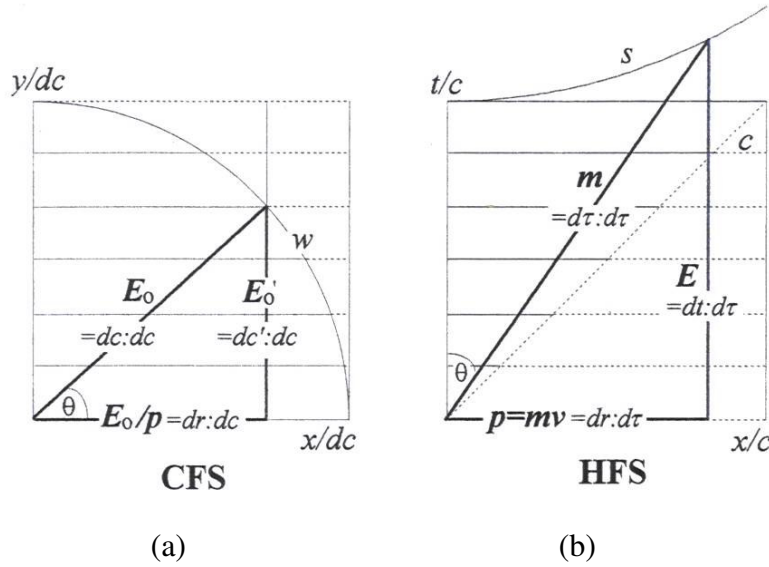 y/dc
w
E₀
=dc:dc
E₀'
=dc':dc
θ
E₀/p =dr:dc
x/dc
CFS
(a)
s
t/c
c
m
=dτ:dτ
E
=dt:dτ
θ
p=mv =dr:dτ
x/c
HFS
(b)